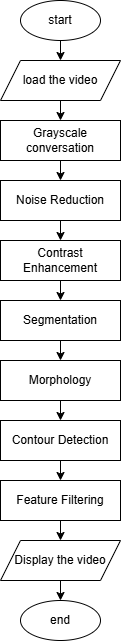 start
load the video
Grayscale
conversation
Noise Reduction
Contrast
Enhancement
Segmentation
Morphology
Contour Detection
Feature Filtering
Display the video
end